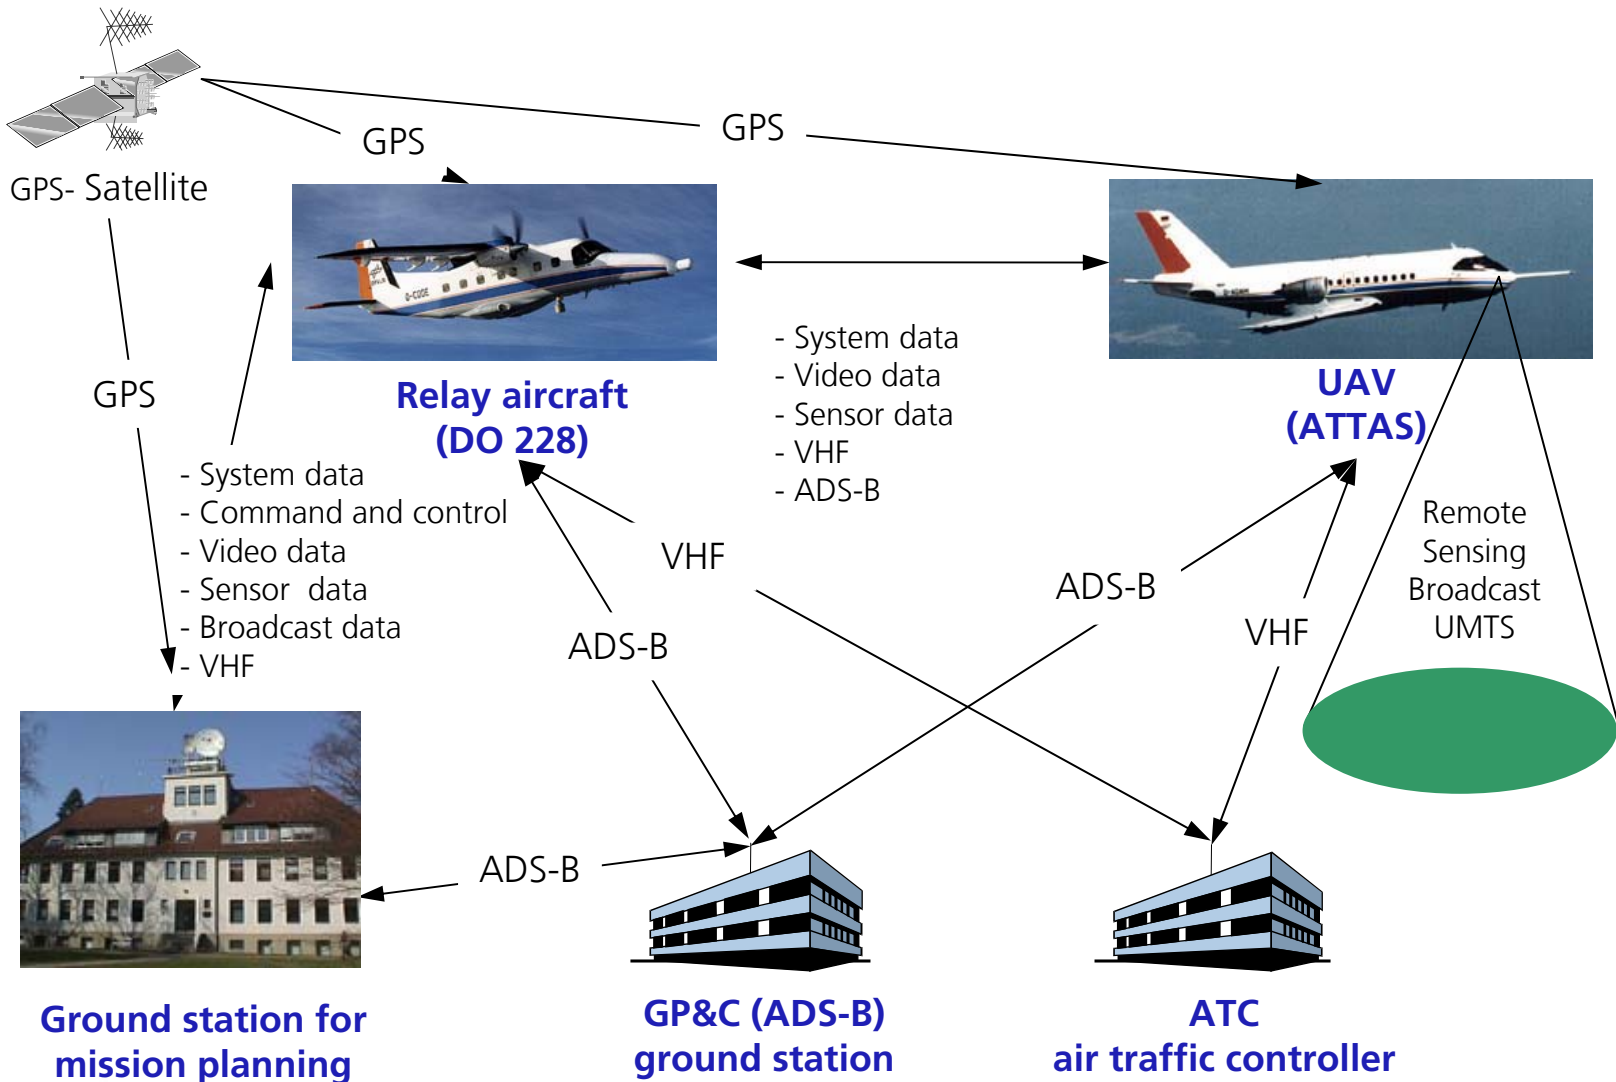 GPS
GPS
GPS- Satellite
D-CODE
GPS
Relay aircraft
(DO 228)
- System data
- Video data
- Sensor data
- VHF
- ADS-B
UAV
(ATTAS)
- System data
- Command and control
- Video data
- Sensor data
- Broadcast data
- VHF
VHF
ADS-B
ADS-B
VHF
Remote
Sensing
Broadcast
UMTS
ADS-B
Ground station for
mission planning
GP&C (ADS-B)
ground station
ATC
air traffic controller